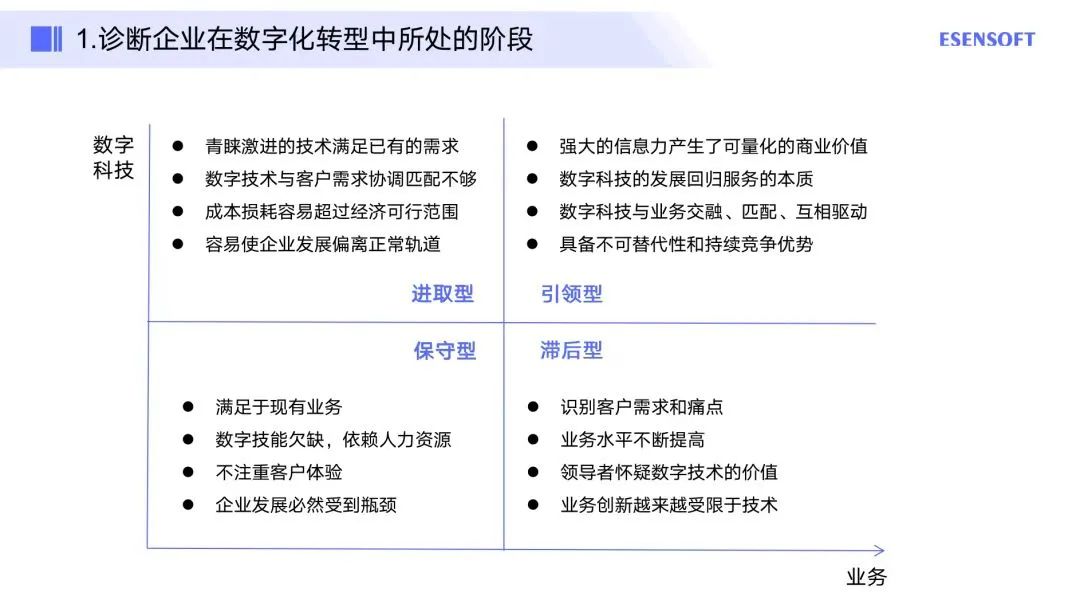 1.诊断企业在数字化转型中所处的阶段
ESENSOFT
数字
科技
● 青睐激进的技术满足已有的需求
● 数字技术与客户需求协调匹配不够
● 成本损耗容易超过经济可行范围
● 容易使企业发展偏离正常轨道
进取型
● 强大的信息力产生了可量化的商业价值
● 数字科技的发展回归服务的本质
● 数字科技与业务交融、匹配、互相驱动
● 具备不可替代性和持续竞争优势
引领型
保守型
● 满足于现有业务
● 数字技能欠缺，依赖人力资源
● 不注重客户体验
● 企业发展必然受到瓶颈
滞后型
● 识别客户需求和痛点
● 业务水平不断提高
● 领导者怀疑数字技术的价值
● 业务创新越来越受限于技术
业务